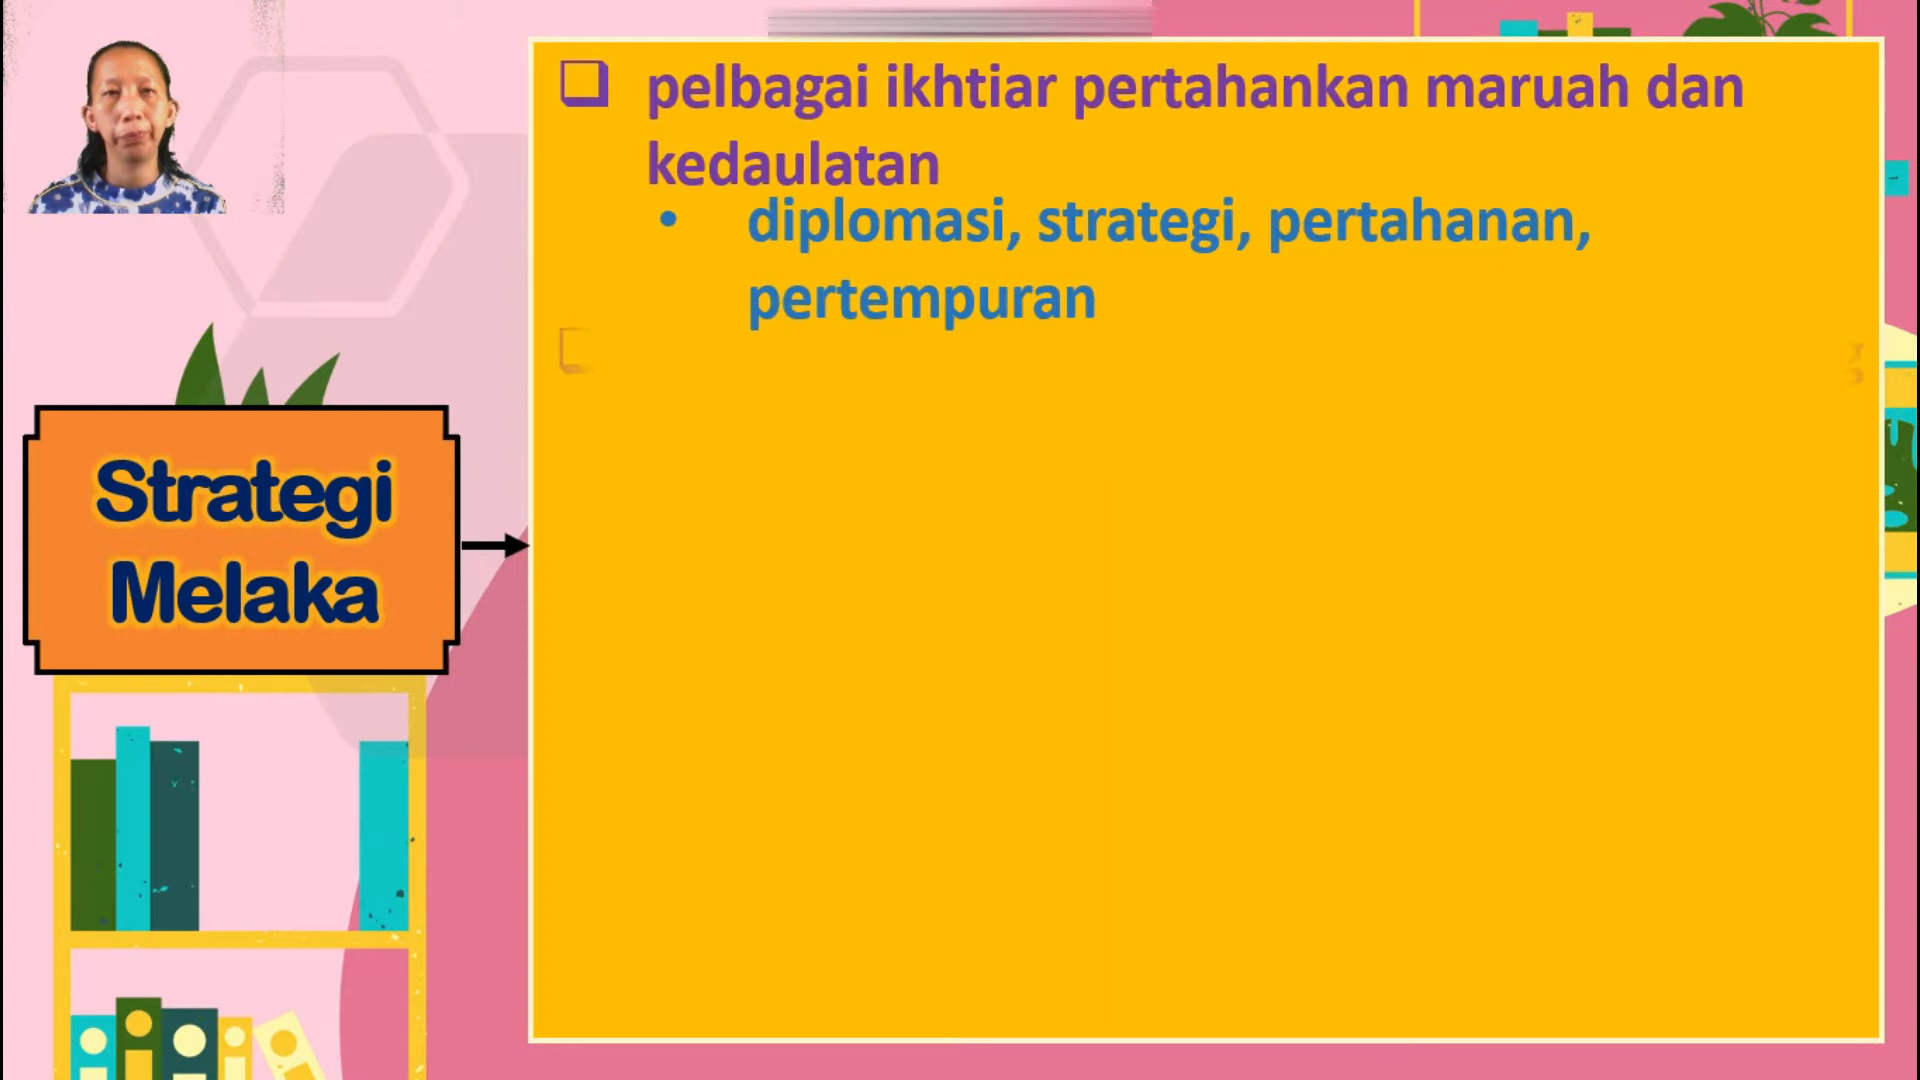 pelbagai ikhtiar pertahankan maruah dan
kedaulatan
diplomasi, strategi, pertahanan,
pertempuran
Strategi
Melaka